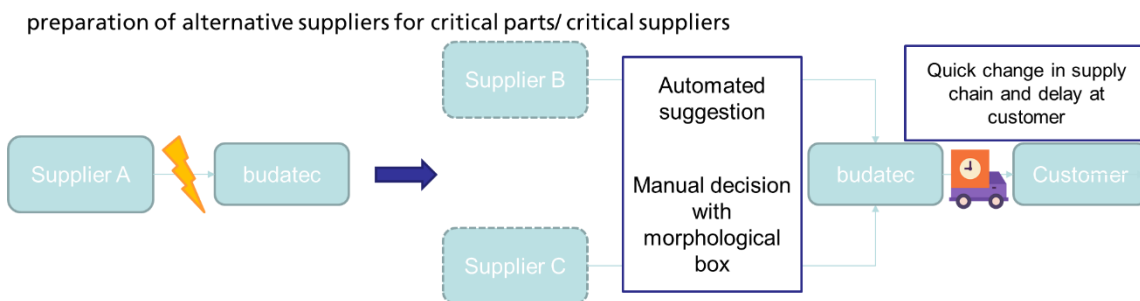 preparation of alternative suppliers for critical parts/ critical suppliers
Supplier B
Automated
suggestion
Quick change in supply
chain and delay at
customer
Supplier A
budatec
Manual decision
with
morphological
box
budatec
Customer
Supplier C